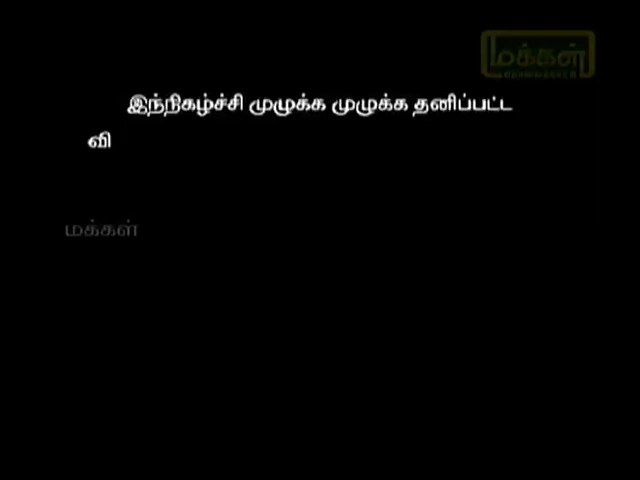 மக்கள்
இந்நிகழ்ச்சி முழுக்க முழுக்க தனிப்பட்ட
வி
மக்கள்